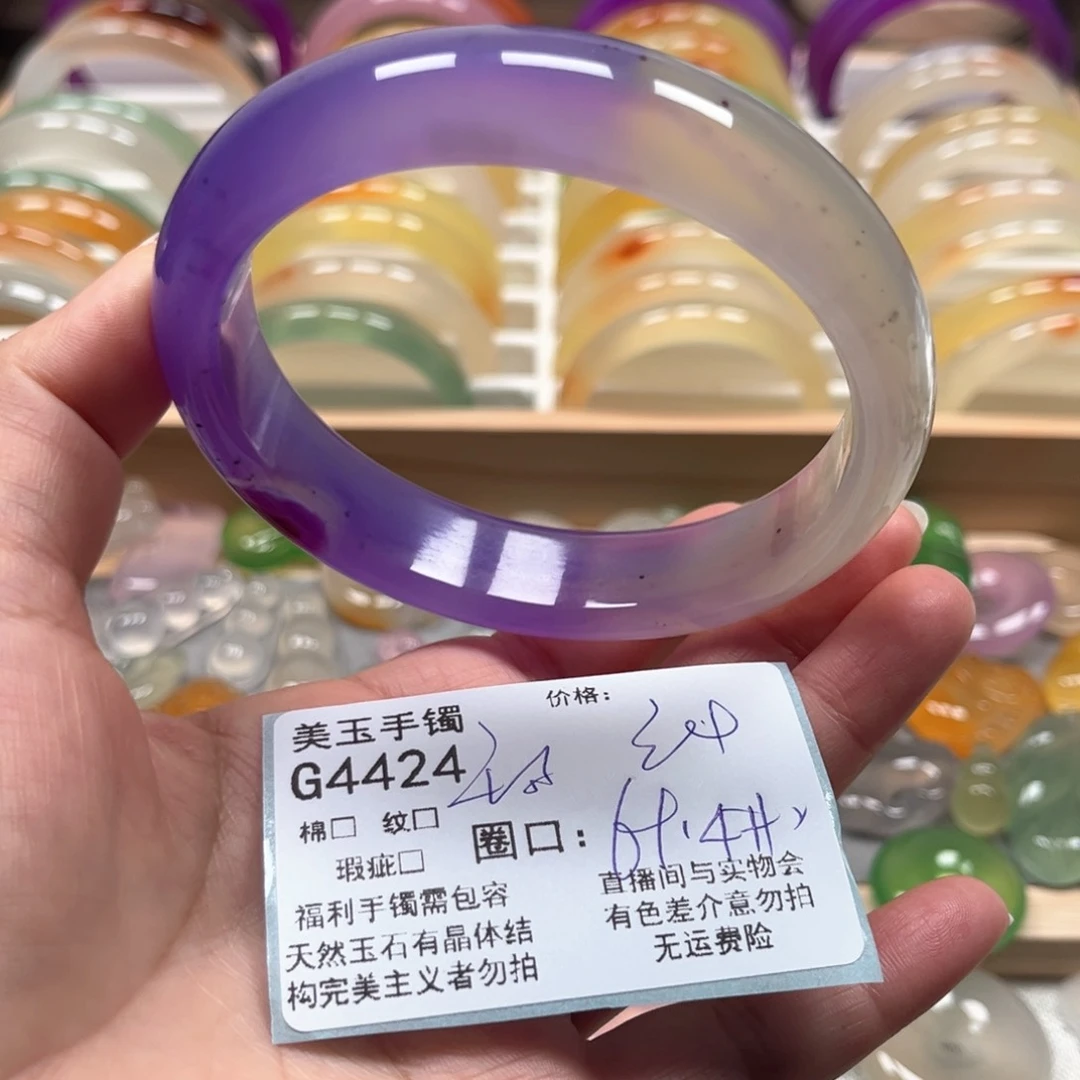 价格:
美玉手镯
G4424
棉□ 纹□
圈口:
瑕疵□
福利手镯需包容
天然玉石有晶体结
构完美主义者勿拍
直播间与实物会
有色差介意勿拍
无运费险